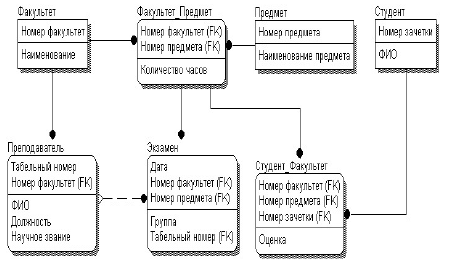 Факультет
Номер факультет
Наименование
Факультет_Предмет
Номер факультет (FK)
Номер предмета (FK)
Количество часов
Предмет
Номер предмета
Наименование предмета
Студент
Номер зачетки
ФИО
Преподаватель
Табельный номер
Номер факультет (FK)
ФИО
Должность
Научное звание
Экзамен
Дата
Номер факультет (FK)
Номер предмета (FK)
Группа
Табельный номер (FK)
Студент_Факультет
Номер факультет (FK)
Номер предмета (FK)
Номер зачетки (FK)
Оценка